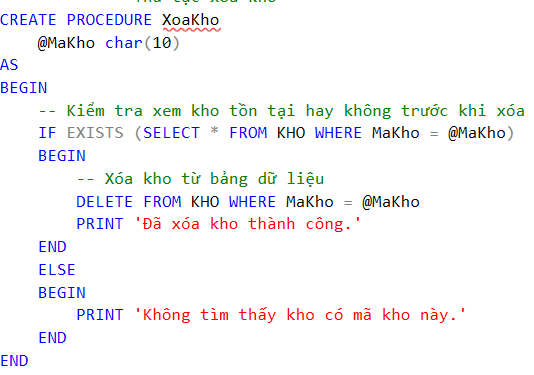 CREATE PROCEDURE XoaKho
@MaKho char(10)
AS
BEGIN
-- Kiểm tra xem kho tồn tại hay không trước khi xóa
IF EXISTS (SELECT * FROM KHO WHERE MaKho = @MaKho)
BEGIN
-- Xóa kho từ bảng dữ liệu
DELETE FROM KHO WHERE MaKho = @MaKho
PRINT 'Đã xóa kho thành công.'
END
ELSE
BEGIN
PRINT 'Không tìm thấy kho có mã kho này.'
END
END